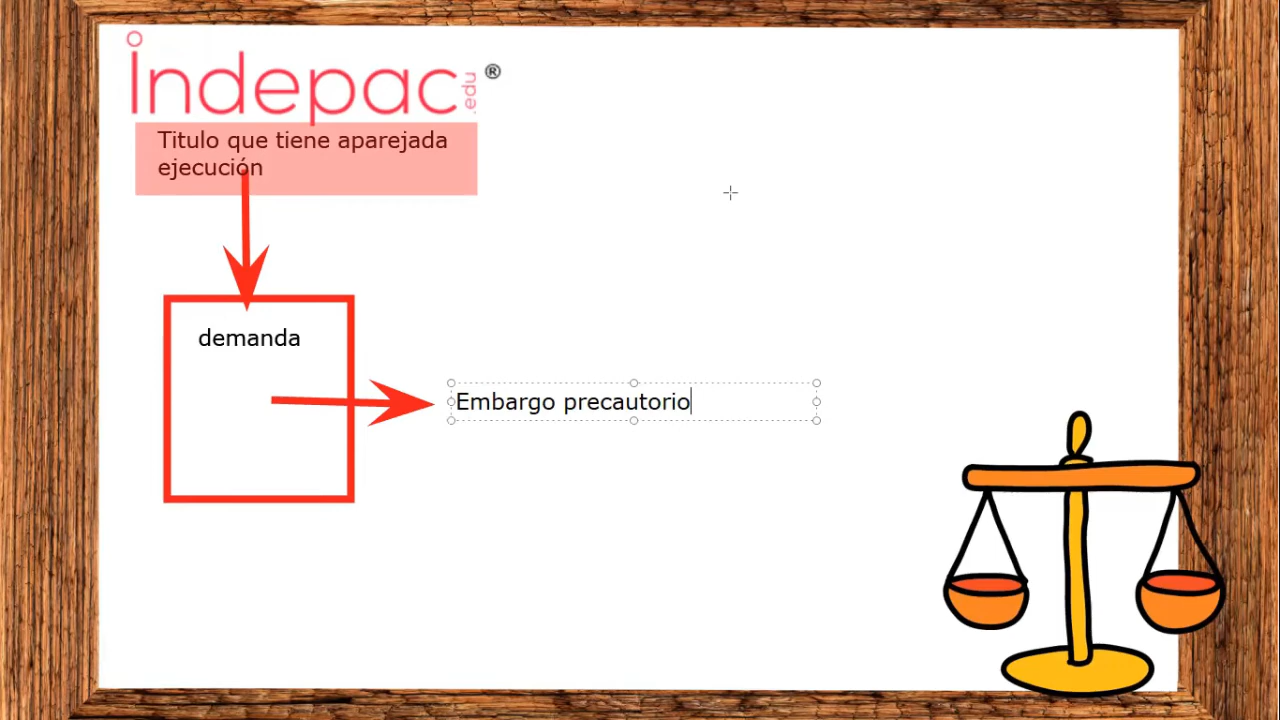 indepac .edu ®
Titulo que tiene aparejada
ejecución
demanda
Embargo precautorio